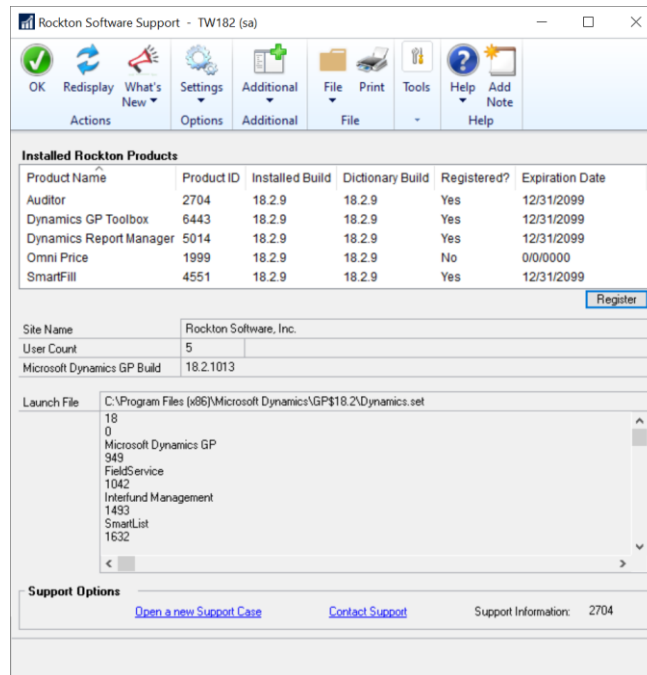 Rockton Software Support - TW182 (sa)
OK Redisplay What's New Settings Additional File Print Tools Help Add Note
Actions Options Additional File Help
Installed Rockton Products
Product Name Product ID Installed Build Dictionary Build Registered? Expiration Date
Auditor 2704 18.2.9 18.2.9 Yes 12/31/2099
Dynamics GP Toolbox 6443 18.2.9 18.2.9 Yes 12/31/2099
Dynamics Report Manager 5014 18.2.9 18.2.9 Yes 12/31/2099
Omni Price 1999 18.2.9 18.2.9 No 0/0/0000
SmartFill 4551 18.2.9 18.2.9 Yes 12/31/2099
Register
Site Name Rockton Software, Inc.
User Count 5
Microsoft Dynamics GP Build 18.2.1013
Launch File C:\Program Files (x86)\Microsoft Dynamics\GP$18.2\Dynamics.set
18
0
Microsoft Dynamics GP
949
FieldService
1042
Interfund Management
1493
SmartList
1632
Support Options
Open a new Support Case Contact Support Support Information: 2704